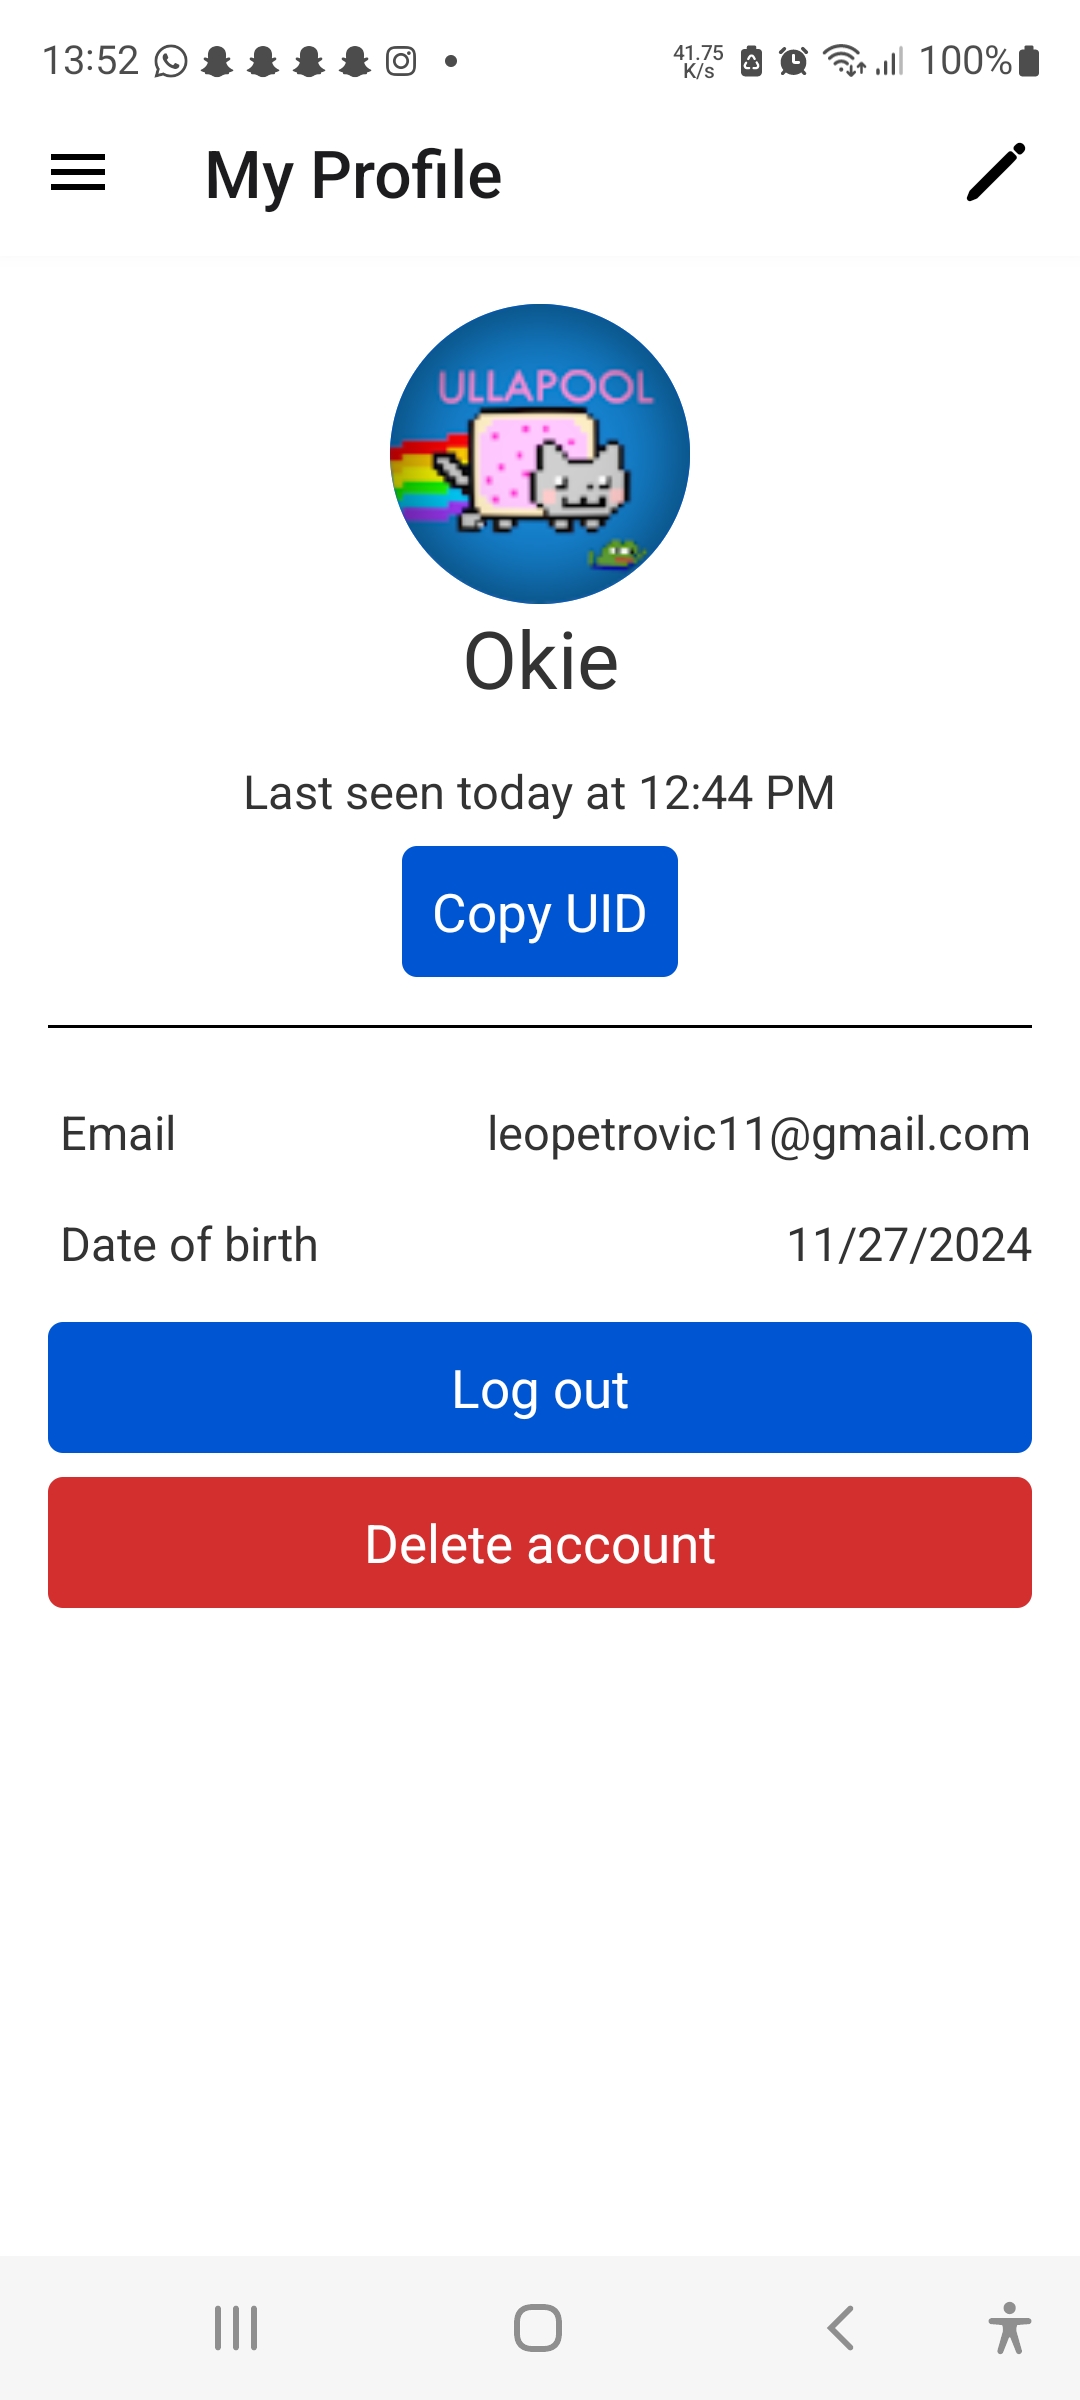 13:52
41.75
K/s
100%
My Profile
ULLAPOOL
Okie
Last seen today at 12:44 PM
Copy UID
Email
leopetrovic11@gmail.com
Date of birth
11/27/2024
Log out
Delete account